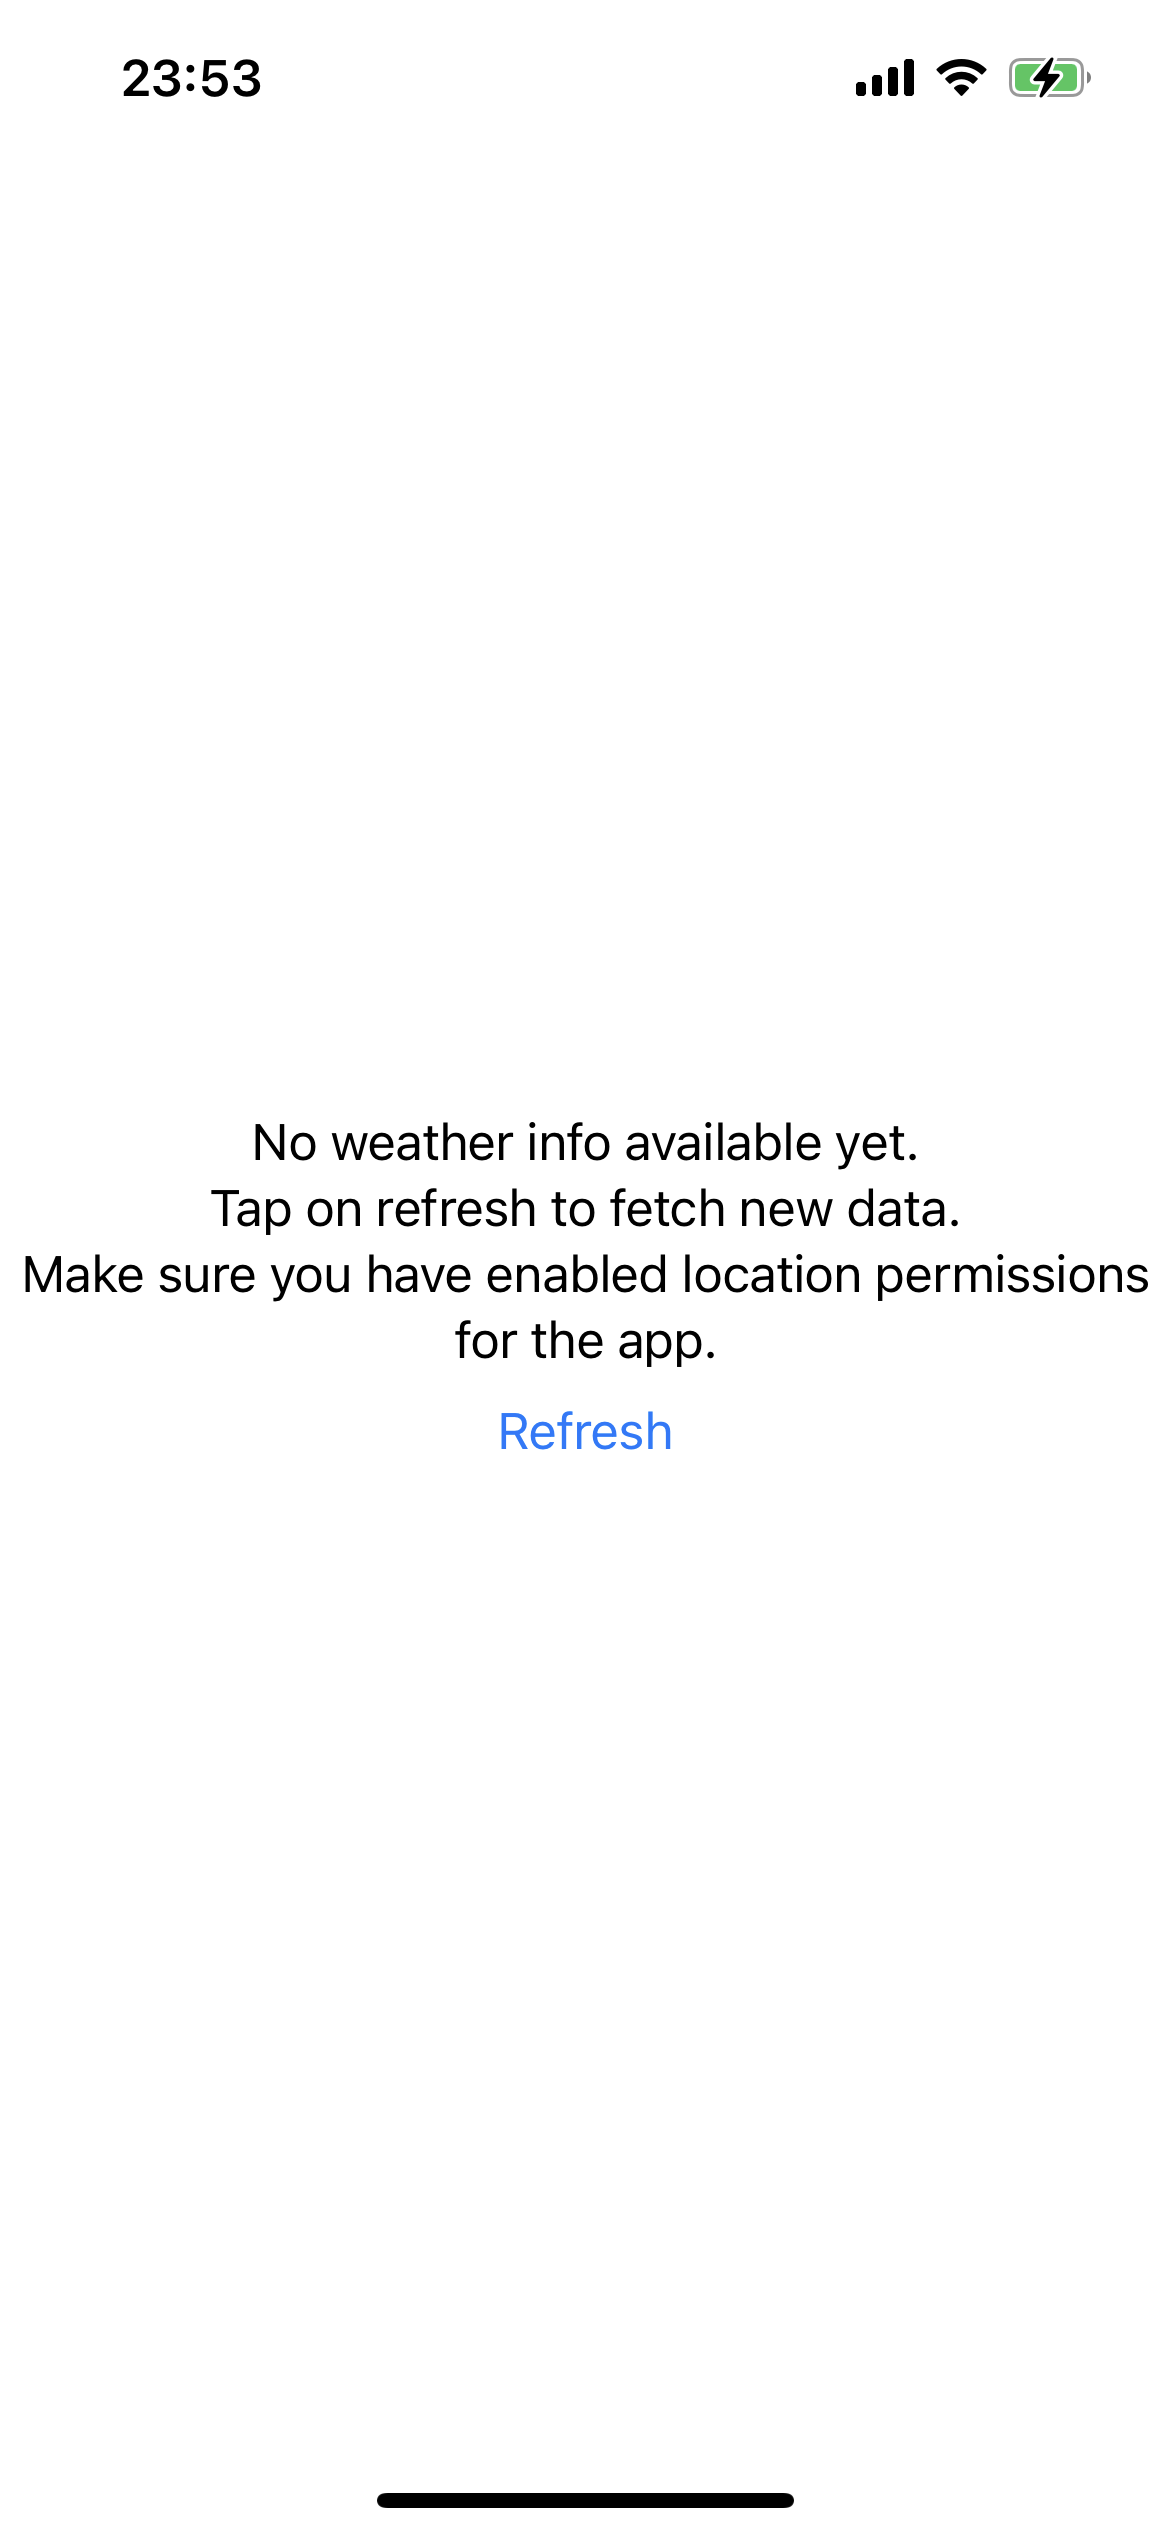 23:53
No weather info available yet.
Tap on refresh to fetch new data.
Make sure you have enabled location permissions
for the app.
Refresh